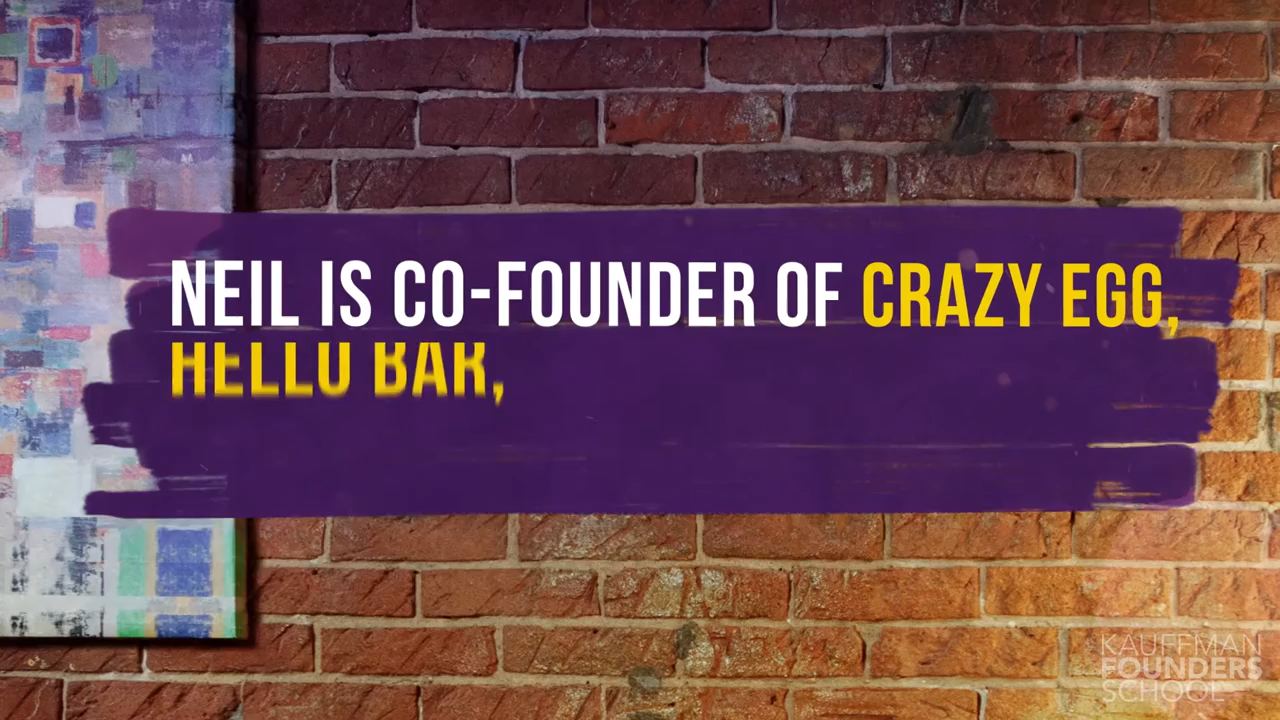 NEIL IS CO-FOUNDER OF CRAZY EGG,
HELLO BAR,
KAUFFMAN
FOUNDERS
SCHOOL